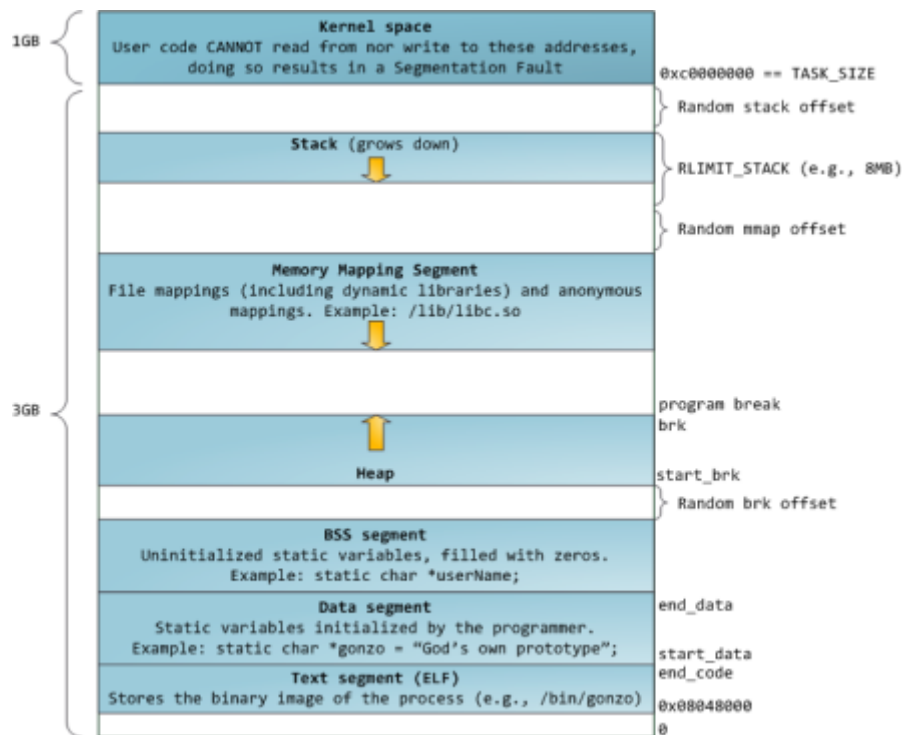 1GB
Kernel space
User code CANNOT read from nor write to these addresses,
doing so results in a Segmentation Fault
0xc0000000 == TASK_SIZE
Random stack offset
Stack (grows down)
RLIMIT_STACK (e.g., 8MB)
Random mmap offset
Memory Mapping Segment
File mappings (including dynamic libraries) and anonymous
mappings. Example: /lib/libc.so
3GB
program break
brk
Heap
start_brk
Random brk offset
BSS segment
Uninitialized static variables, filled with zeros.
Example: static char *userName;
Data segment
end_data
Static variables initialized by the programmer.
Example: static char *gonzo = “God’s own prototype”;
start_data
end_code
Text segment (ELF)
Stores the binary image of the process (e.g., /bin/gonzo)
0x08048000
0